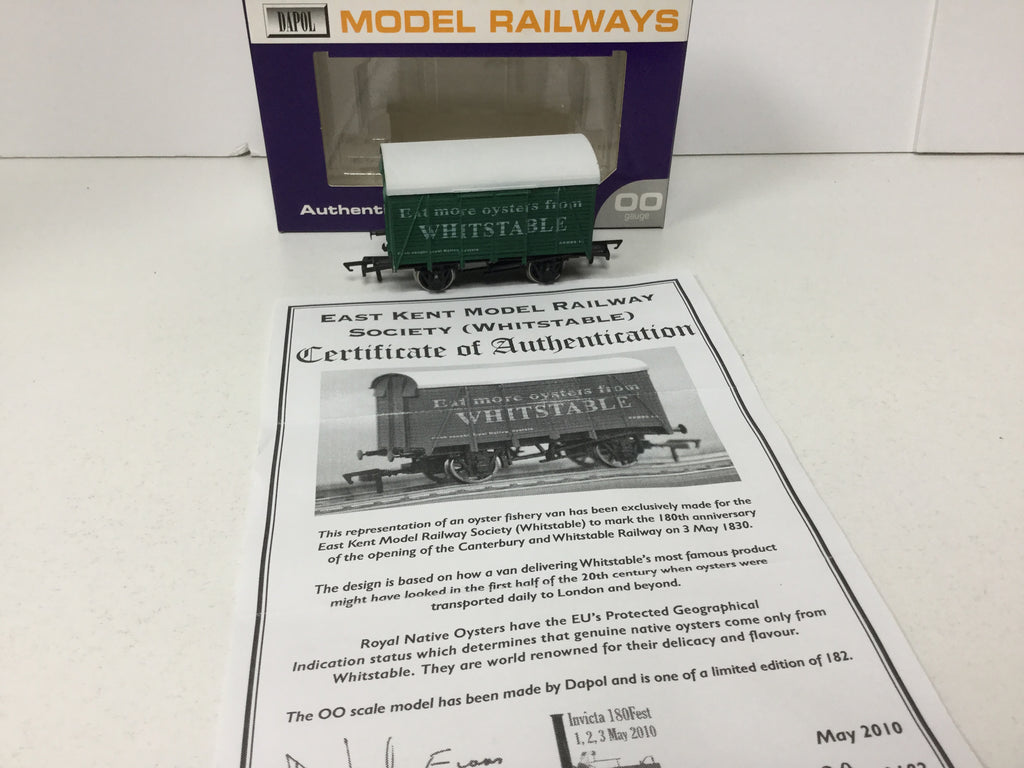 DAPOL MODEL RAILWAYS
Authent
OO
gauge
Eat more oysters from
WHITSTABLE
EAST KENT MODEL RAILWAY
SOCIETY (WHITSTABLE)
Certificate of Authentication
Eat more oysters from
WHITSTABLE
This representation of an oyster fishery van has been exclusively made for the
East Kent Model Railway Society (Whitstable) to mark the 180th anniversary
of the opening of the Canterbury and Whitstable Railway on 3 May 1830.
The design is based on how a van delivering Whitstable's most famous product
might have looked in the first half of the 20th century when oysters were
transported daily to London and beyond.
Royal Native Oysters have the EU's Protected Geographical
Indication status which determines that genuine native oysters come only from
Whitstable. They are world renowned for their delicacy and flavour.
The OO scale model has been made by Dapol and is one of a limited edition of 182.
Invicta 180Fest
1, 2, 3 May 2010
May 2010